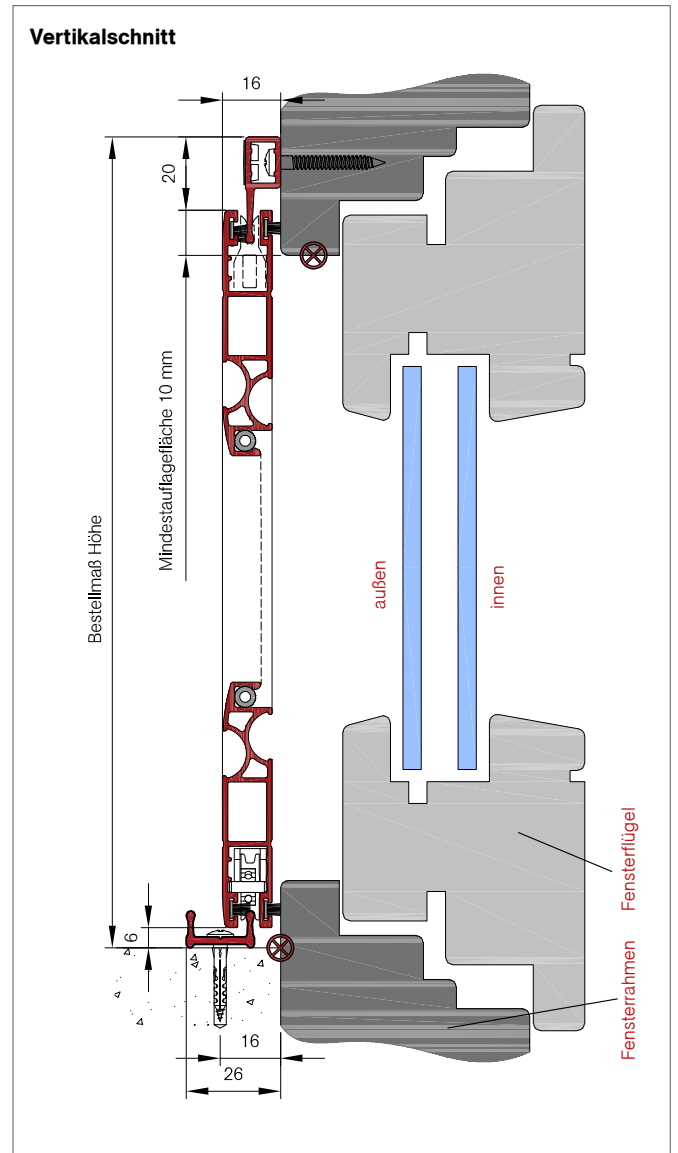 Vertikalschnitt
16
20
Mindestauflagefläche 10 mm
Bestellmaß Höhe
außen
innen
Fensterflügel
Fensterrahmen
6
16
26